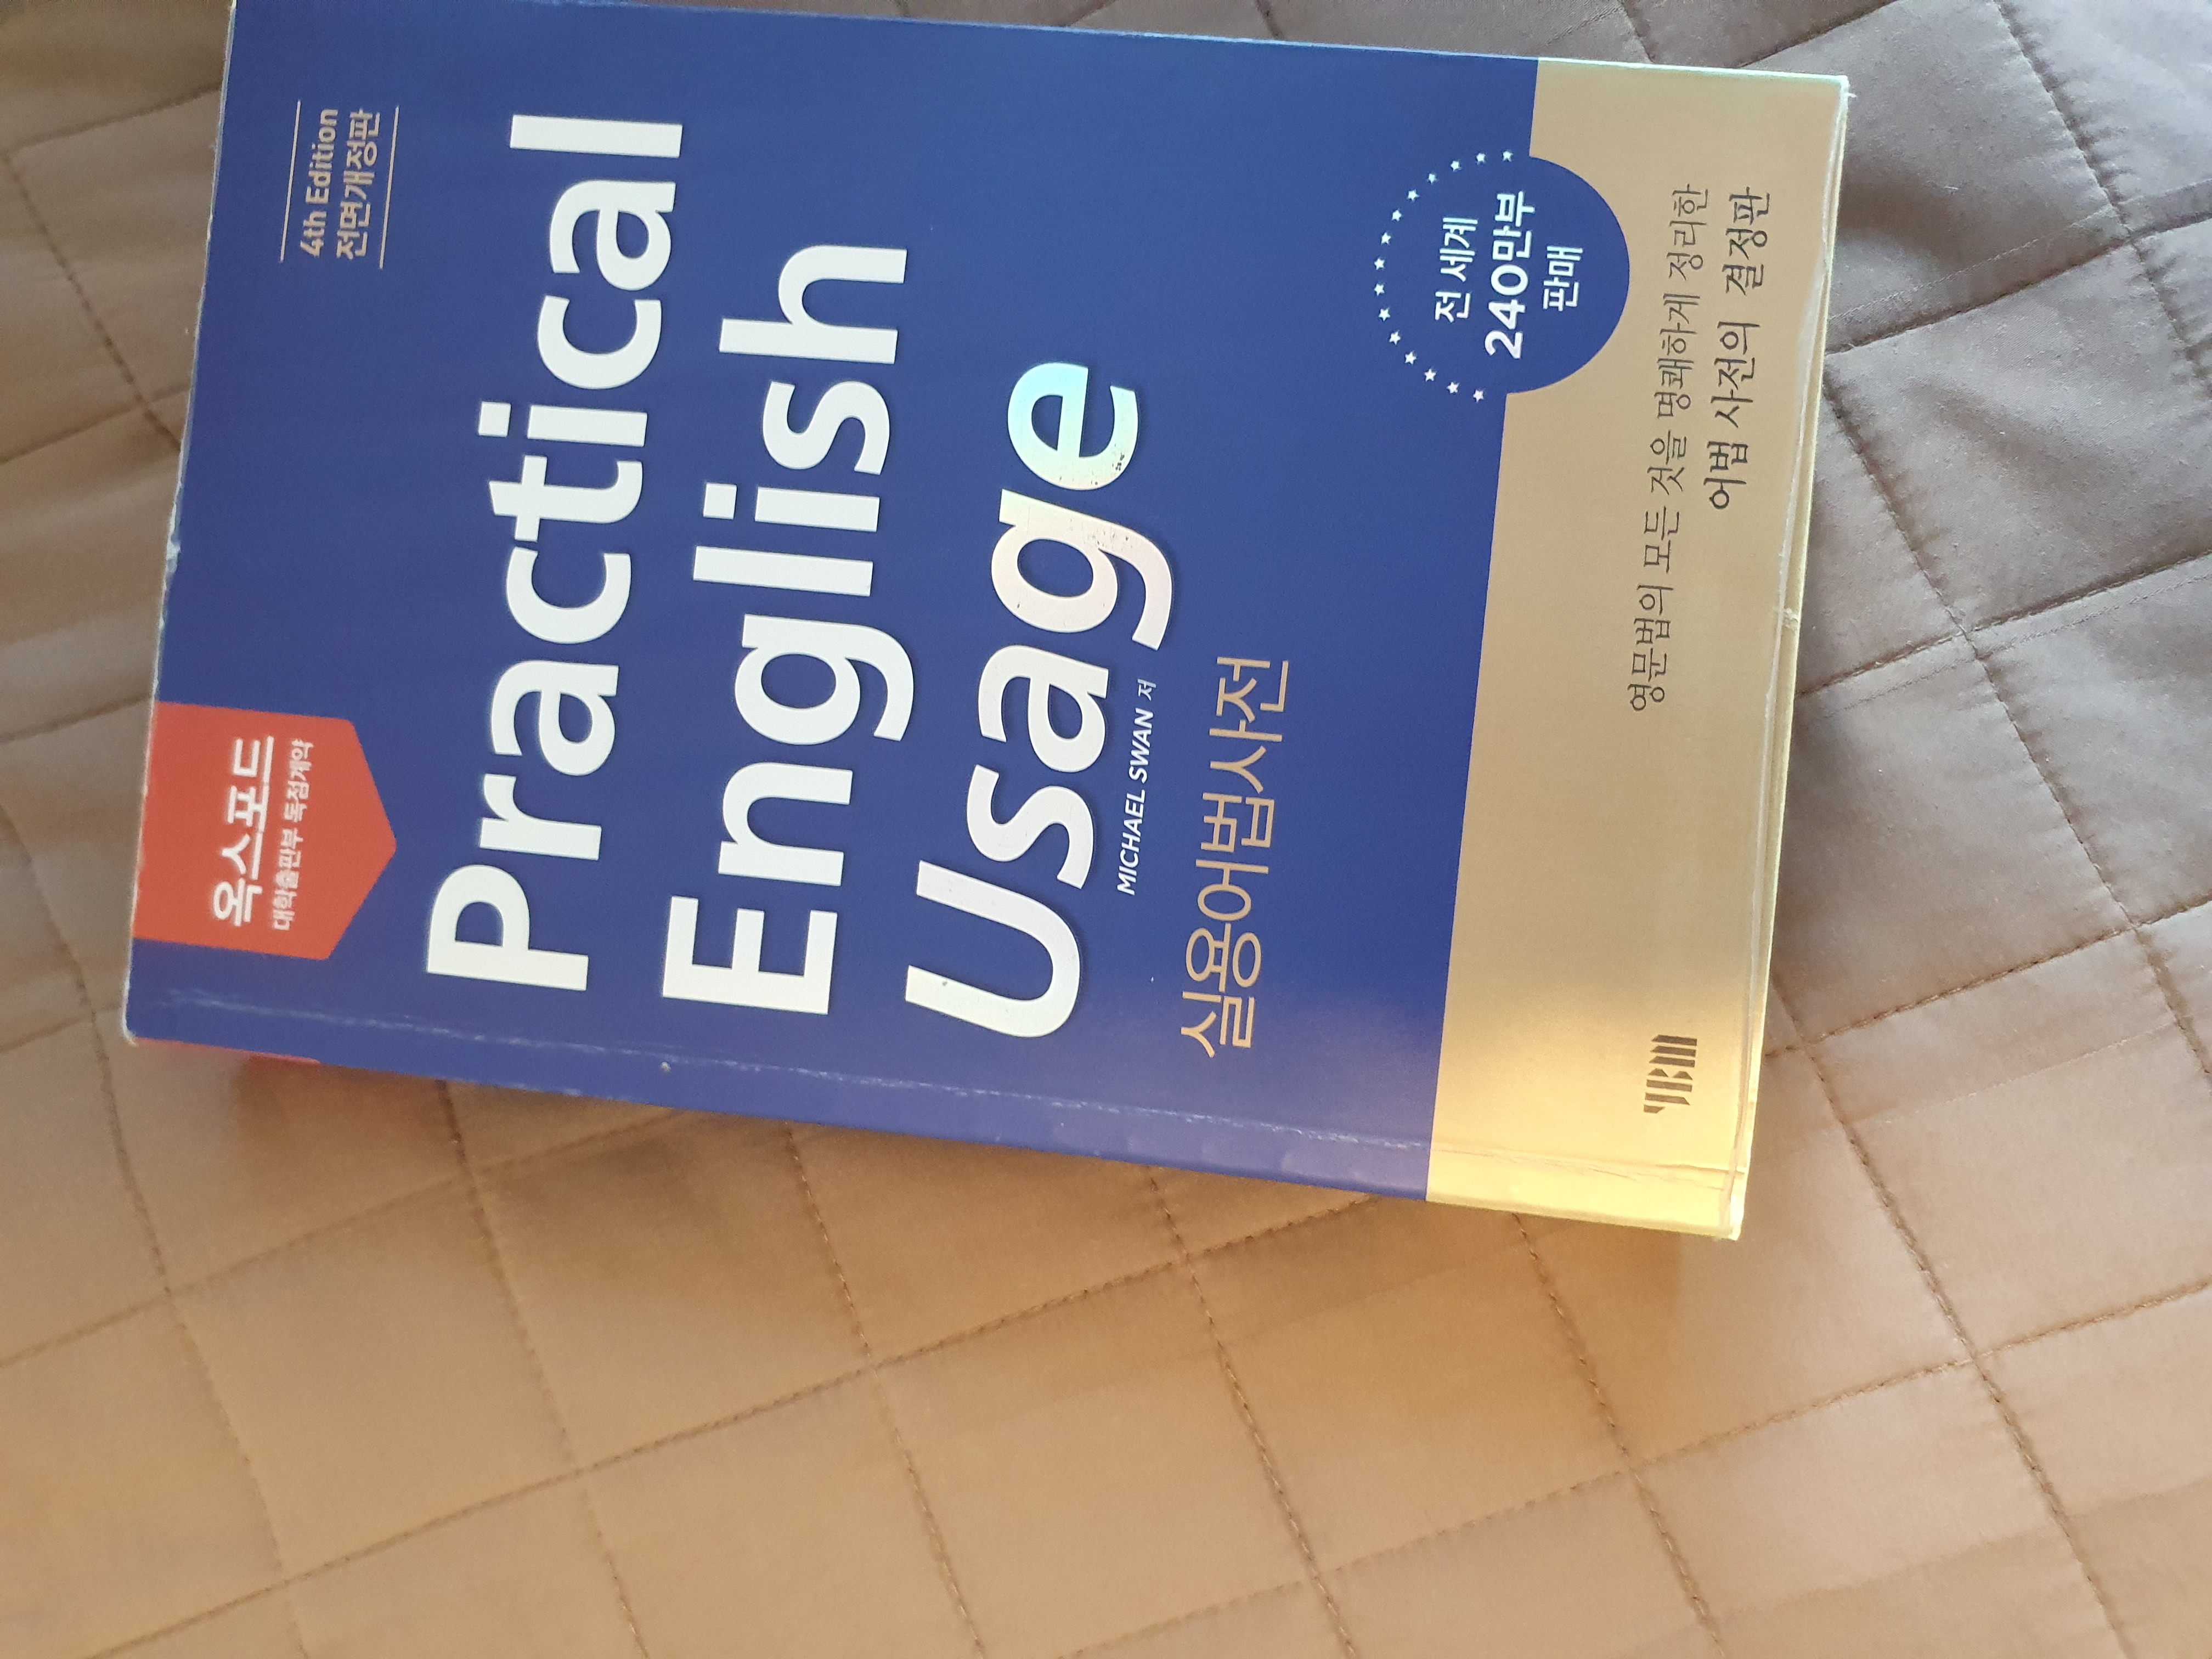 옥스포드
대학출판부 독점계약
4th Edition
전면개정판
Practical
English
Usage
MICHAEL SWAN 저
실용어법사전
전 세계
240만부
판매
영문법의 모든 것을 명쾌하게 정리한
어법 사전의 결정판
YBM